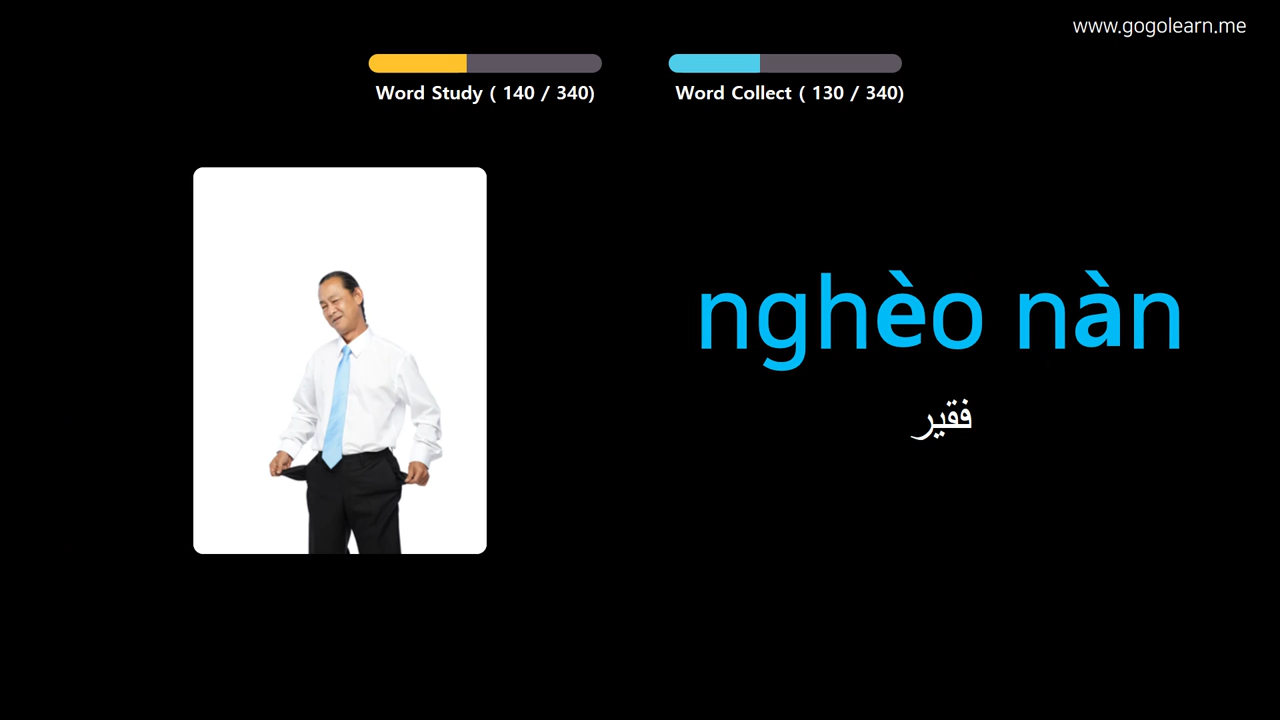 www.gogolearn.me
Word Study ( 140 / 340)
Word Collect ( 130 / 340)
nghèo nàn
فقير